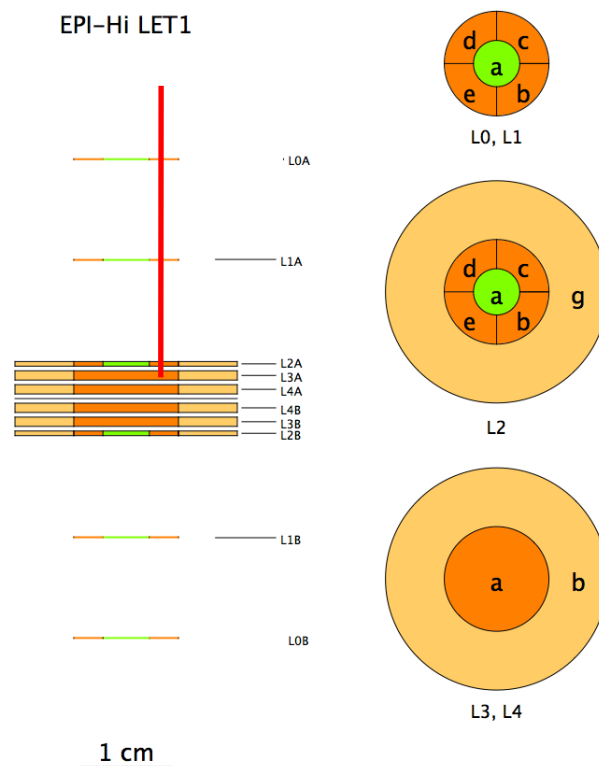 EPI-Hi LET1
L0A
L1A
L2A
L3A
L4A
L4B
L3B
L2B
L1B
L0B
1 cm
d c
a
e b
L0, L1
d c
a g
e b
L2
a b
L3, L4